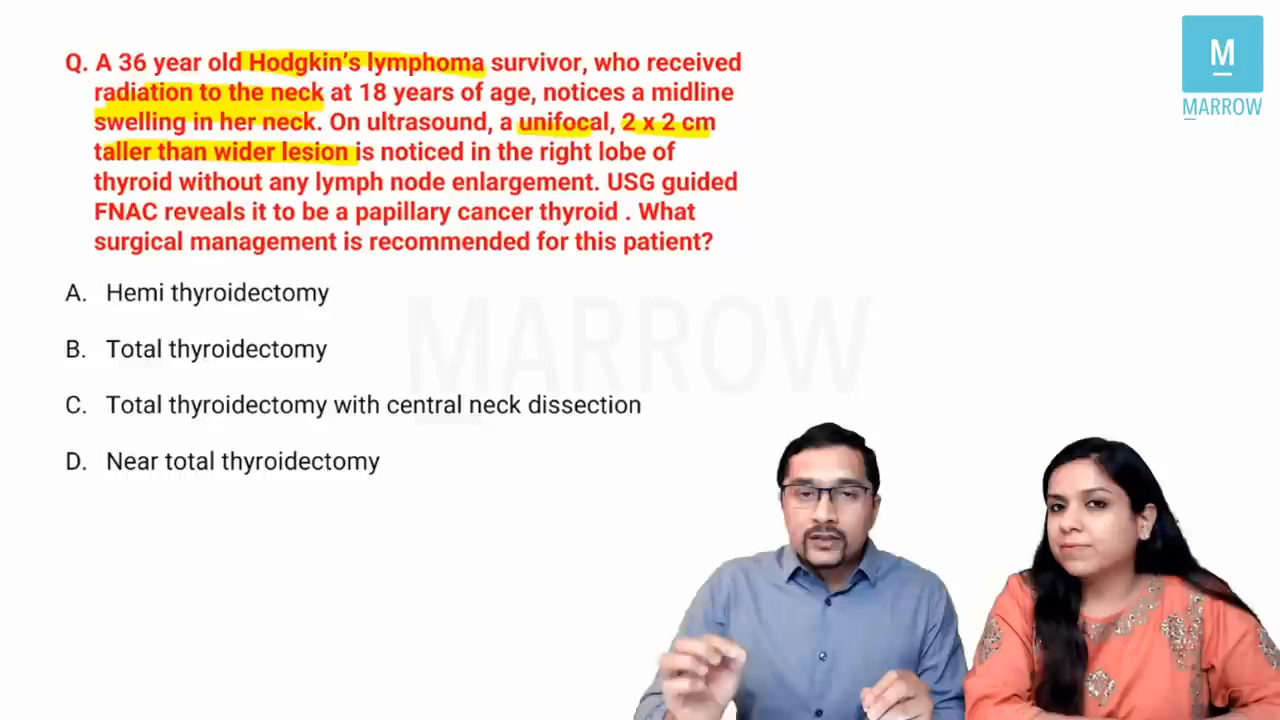 Q. A 36 year old Hodgkin's lymphoma survivor, who received
radiation to the neck at 18 years of age, notices a midline
swelling in her neck. On ultrasound, a unifocal, 2 x 2 cm
taller than wider lesion is noticed in the right lobe of
thyroid without any lymph node enlargement. USG guided
FNAC reveals it to be a papillary cancer thyroid . What
surgical management is recommended for this patient?
A. Hemi thyroidectomy
B. Total thyroidectomy
C. Total thyroidectomy with central neck dissection
D. Near total thyroidectomy
M
MARROW
MARROW